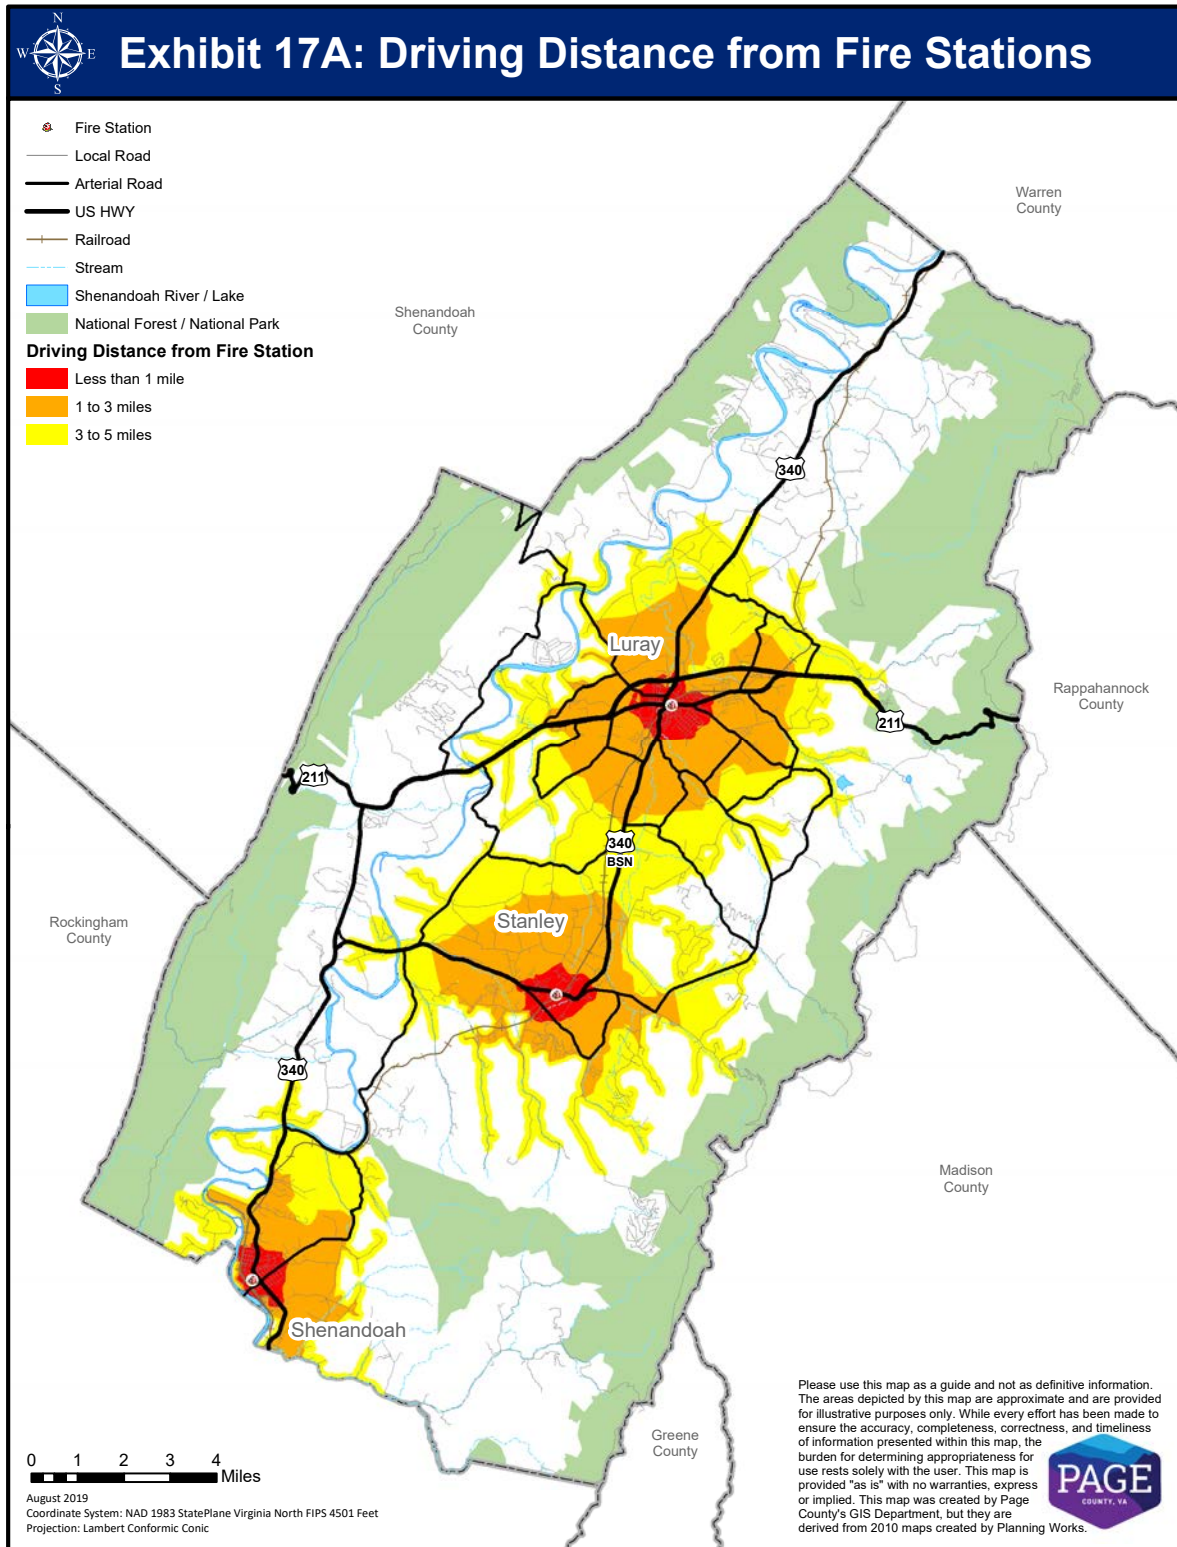 N
W E
S
Exhibit 17A: Driving Distance from Fire Stations
Fire Station
Local Road
Arterial Road
US HWY
Railroad
Stream
Shenandoah River / Lake
National Forest / National Park
Driving Distance from Fire Station
Less than 1 mile
1 to 3 miles
3 to 5 miles
Warren
County
Shenandoah
County
340
Luray
Rappahannock
County
211
211
340
BSN
Stanley
Rockingham
County
340
Madison
County
Shenandoah
Greene
County
Please use this map as a guide and not as definitive information.
The areas depicted by this map are approximate and are provided
for illustrative purposes only. While every effort has been made to
ensure the accuracy, completeness, correctness, and timeliness
of information presented within this map, the
burden for determining appropriateness for
use rests solely with the user. This map is
provided "as is" with no warranties, express
or implied. This map was created by Page
County's GIS Department, but they are
derived from 2010 maps created by Planning Works.
PAGE
COUNTY, VA
0 1 2 3 4
Miles
August 2019
Coordinate System: NAD 1983 StatePlane Virginia North FIPS 4501 Feet
Projection: Lambert Conformic Conic